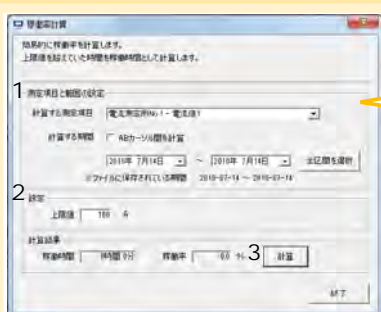 稼働率計算
簡易的に稼働率を計算します。
上限値を超えていた時間を稼働時間として計算します。
1 測定項目と範囲の設定
計算する測定項目 電流測定所No.1 - 電流値1
計算する期間 ABカーソル間を計算
2010年 7月14日 ～ 2010年 7月14日 全区間を選択
※ファイルに保存されている期間 2010-07-14 ～ 2010-07-14
2 設定
上限値 100 A
計算結果
稼働時間 0時間 0分 稼働率 0.0 % 3 計算
終了